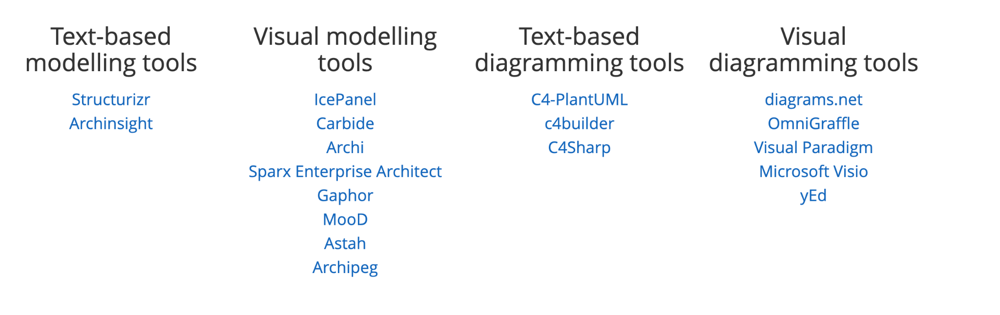 Text-based
modelling tools
Structurizr
Archinsight
Visual modelling
tools
IcePanel
Carbide
Archi
Sparx Enterprise Architect
Gaphor
MooD
Astah
Archipeg
Text-based
diagramming tools
C4-PlantUML
c4builder
C4Sharp
Visual
diagramming tools
diagrams.net
OmniGraffle
Visual Paradigm
Microsoft Visio
yEd